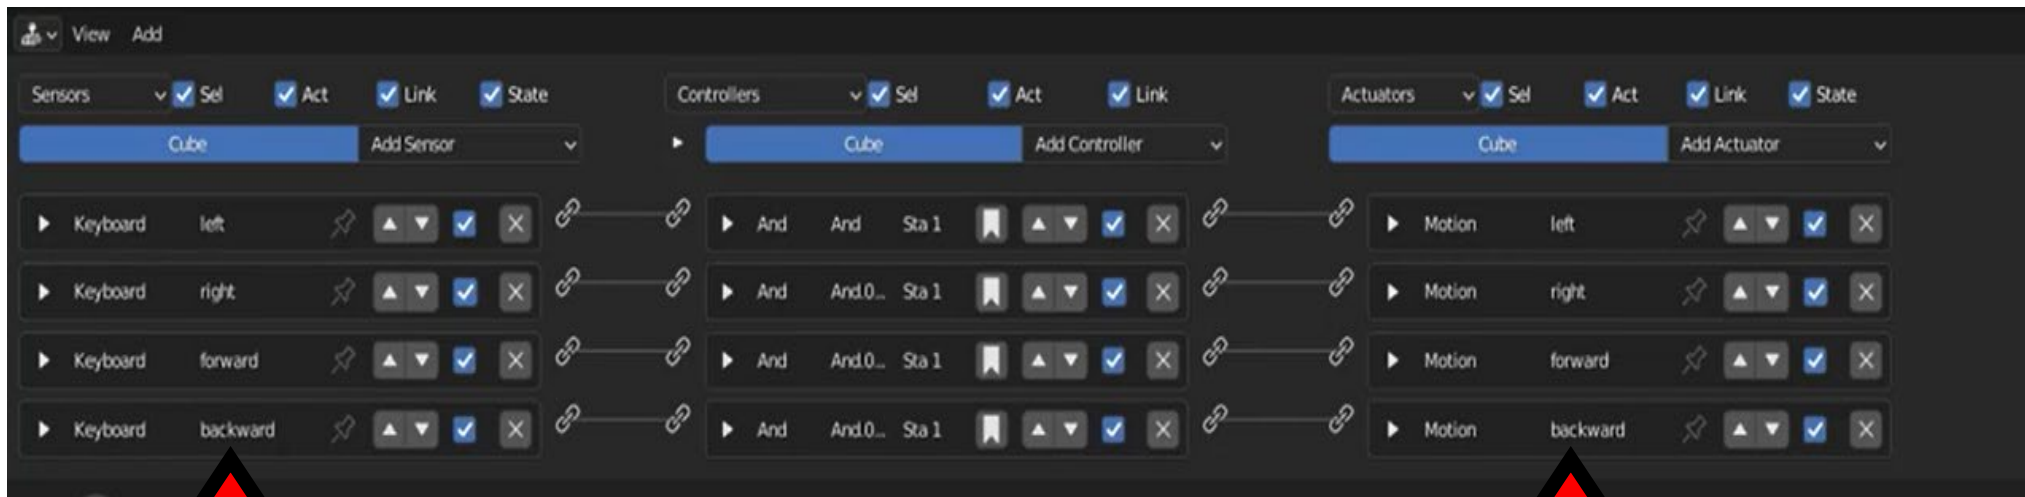 View Add
Sensors Sel Act Link State Controllers Sel Act Link Actuators Sel Act Link State
Cube Add Sensor Cube Add Controller Cube Add Actuator
Keyboard left And And Sta 1 Motion left
Keyboard right And And.0... Sta 1 Motion right
Keyboard forward And And.0... Sta 1 Motion forward
Keyboard backward And And.0... Sta 1 Motion backward